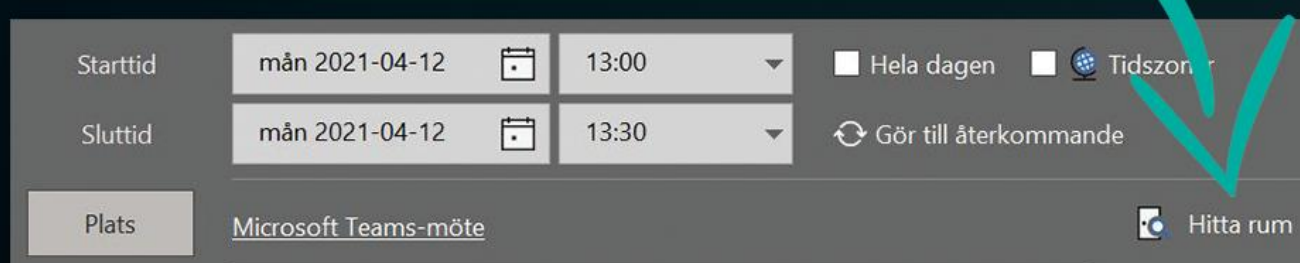 Starttid mån 2021-04-12 13:00 Hela dagen Tidszoner
Sluttid mån 2021-04-12 13:30 Gör till återkommande
Plats Microsoft Teams-möte Hitta rum